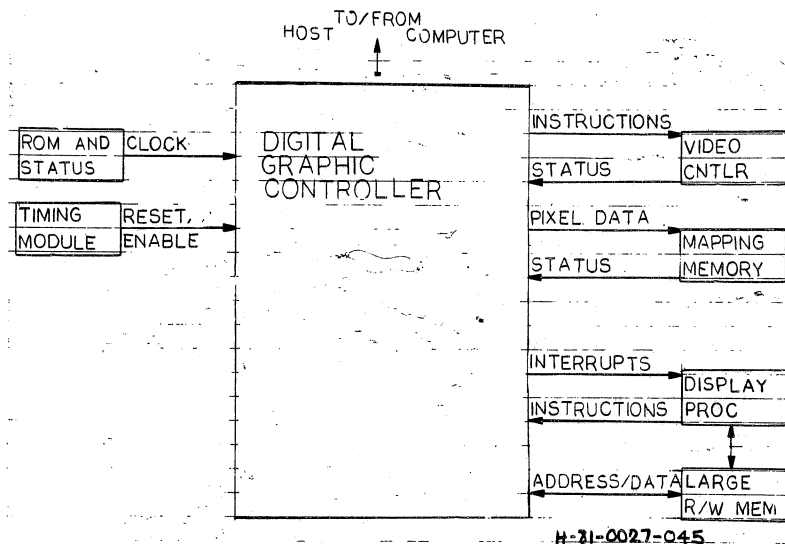 TO/FROM
HOST COMPUTER
ROM AND STATUS
CLOCK
TIMING MODULE
RESET, ENABLE
DIGITAL
GRAPHIC
CONTROLLER
INSTRUCTIONS
STATUS
VIDEO
CNTLR
PIXEL DATA
STATUS
MAPPING
MEMORY
INTERRUPTS
INSTRUCTIONS
DISPLAY
PROC
ADDRESS/DATA
LARGE
R/W MEM
H-81-0027-045